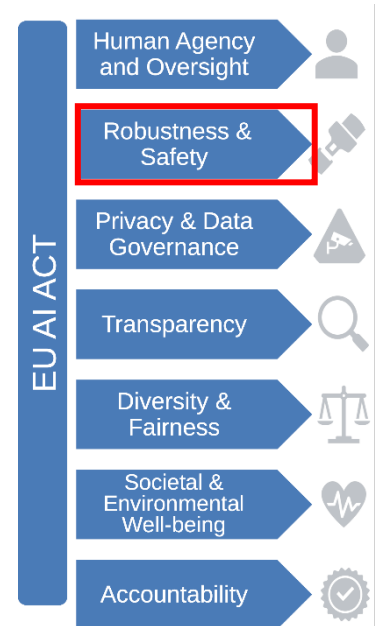 Human Agency
and Oversight
Robustness &
Safety
Privacy & Data
Governance
EU AI ACT
Transparency
Diversity &
Fairness
Societal &
Environmental
Well-being
Accountability